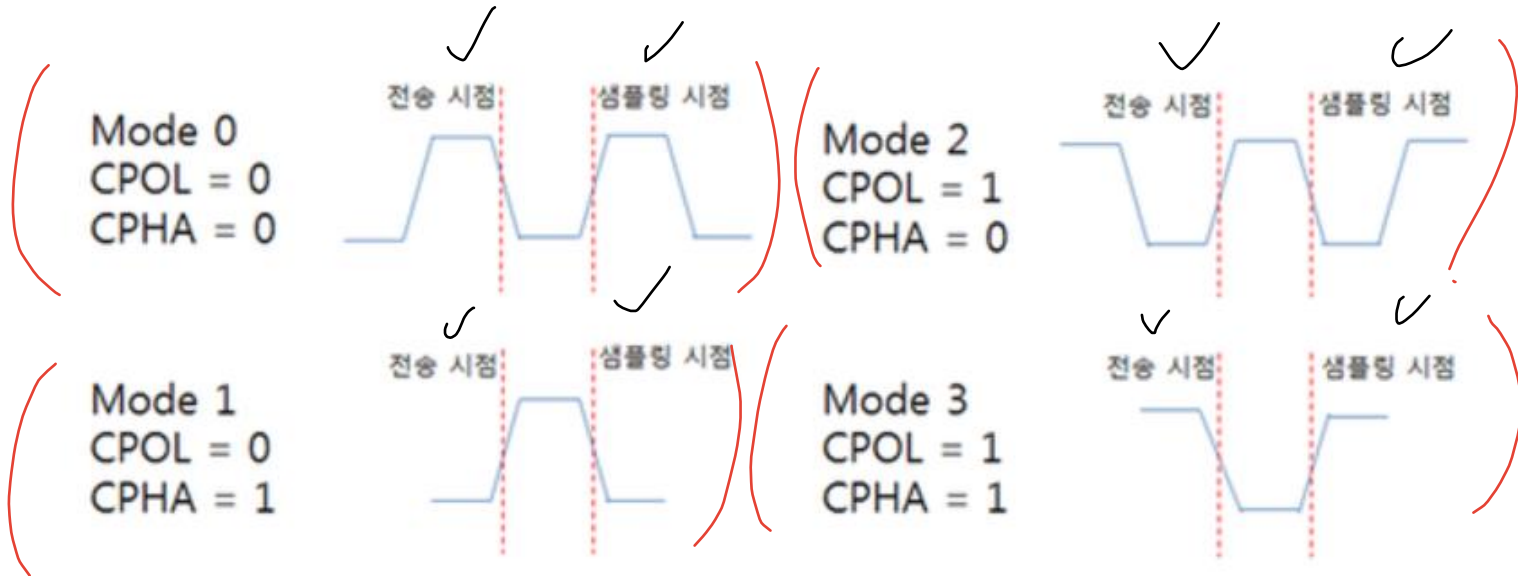 전송 시점
샘플링 시점
Mode 0
CPOL = 0
CPHA = 0
전송 시점
샘플링 시점
Mode 2
CPOL = 1
CPHA = 0
전송 시점
샘플링 시점
Mode 1
CPOL = 0
CPHA = 1
전송 시점
샘플링 시점
Mode 3
CPOL = 1
CPHA = 1